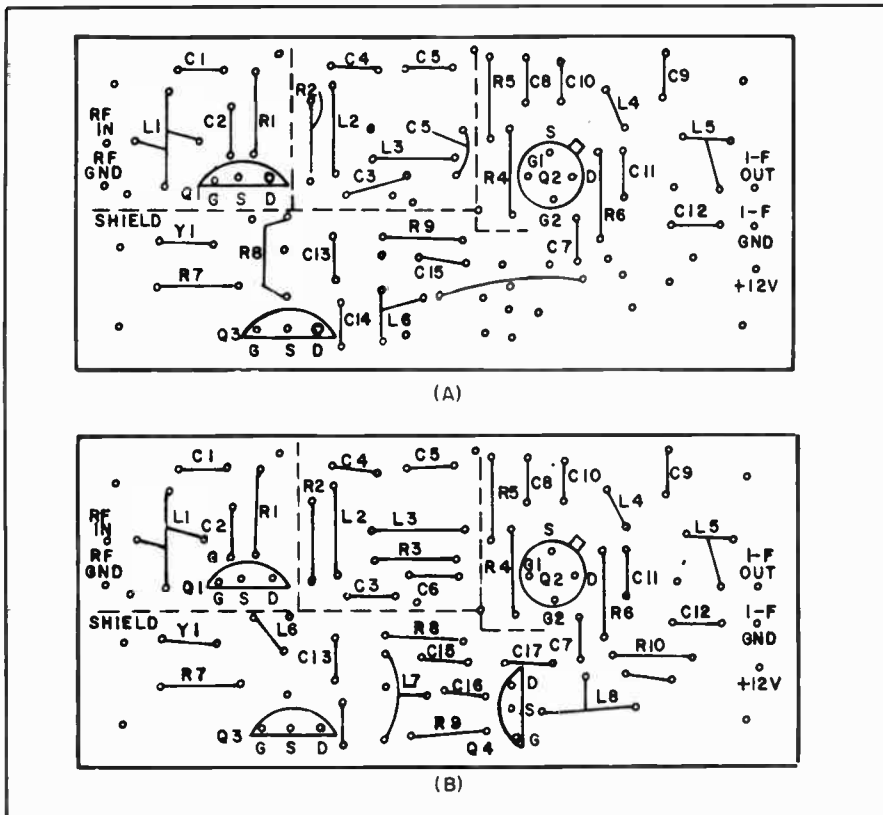 C1 C4 C5 R5 C8 C10 C9
RF IN L1 C2 R1 R2 L2 L3 C5 L4 L5
RF GND C3 R4 S G1 Q2 D G2 C11 R6 I-F OUT
Q G S D C12 I-F GND
SHIELD
Y1 R8 C13 R9 C15 C7 +12V
R7
Q3 G S D C14 L6
(A)
C1 C4 C5 R5 C8 C10 C9
RF IN L1 C2 R1 R2 L2 L3 L4 L5
RF GND G R3 R4 S G1 Q2 D G2 C11 I-F OUT
Q1 G S D C3 C6 R6 C12 I-F GND
SHIELD
Y1 L6 C13 R8 C15 C17 C7 R10 +12V
R7 L7 C16 D S G L8
Q3 G S D R9 Q4
(B)